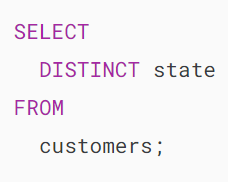 SELECT
  DISTINCT state
FROM
  customers;